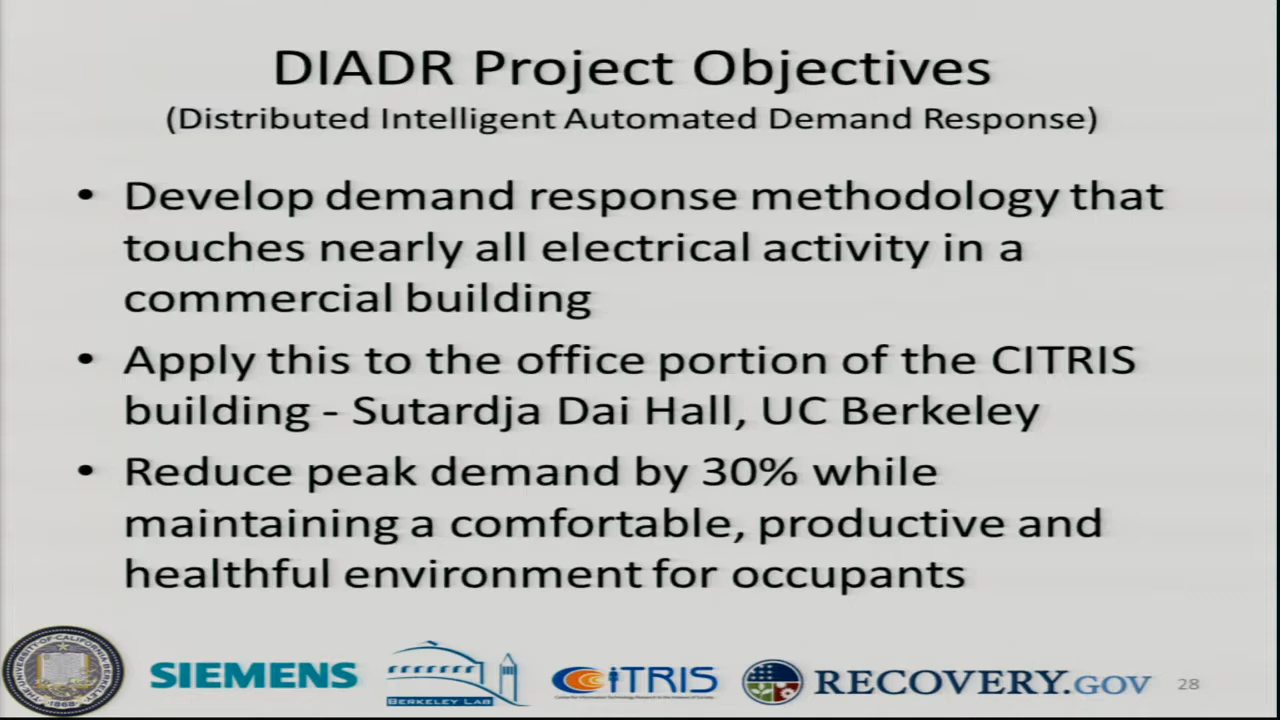 DIADR Project Objectives
(Distributed Intelligent Automated Demand Response)
• Develop demand response methodology that
touches nearly all electrical activity in a
commercial building
• Apply this to the office portion of the CITRIS
building - Sutardja Dai Hall, UC Berkeley
• Reduce peak demand by 30% while
maintaining a comfortable, productive and
healthful environment for occupants
SIEMENS
BERKELEY LAB
CiTRIS
RECOVERY.GOV
28
1868